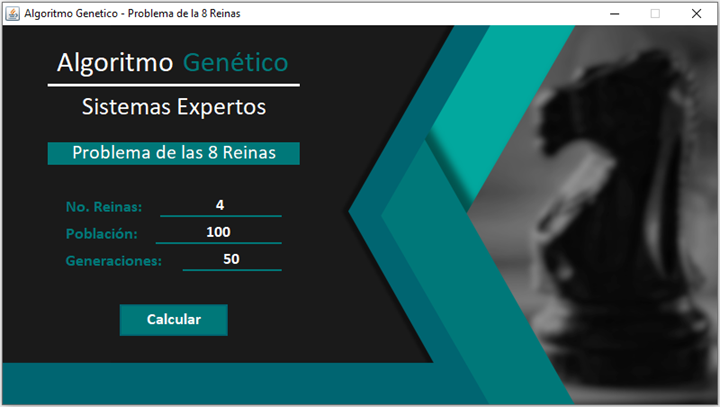 Algoritmo Genetico - Problema de la 8 Reinas
Algoritmo Genético
Sistemas Expertos
Problema de las 8 Reinas
No. Reinas: 4
Población: 100
Generaciones: 50
Calcular